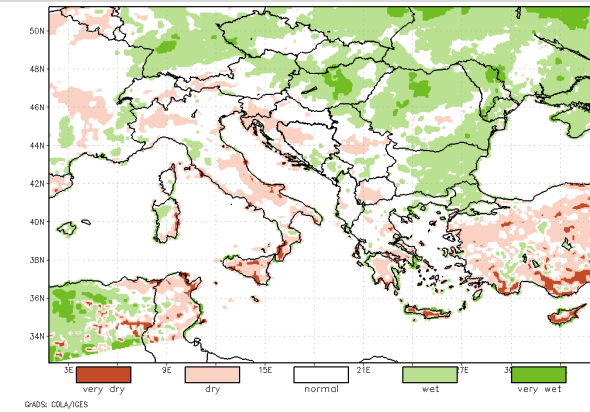 50N
48N
46N
44N
42N
40N
38N
36N
34N
3E 9E 15E 21E 27E 30
very dry dry normal wet very wet
GrADS: COLA/IGES